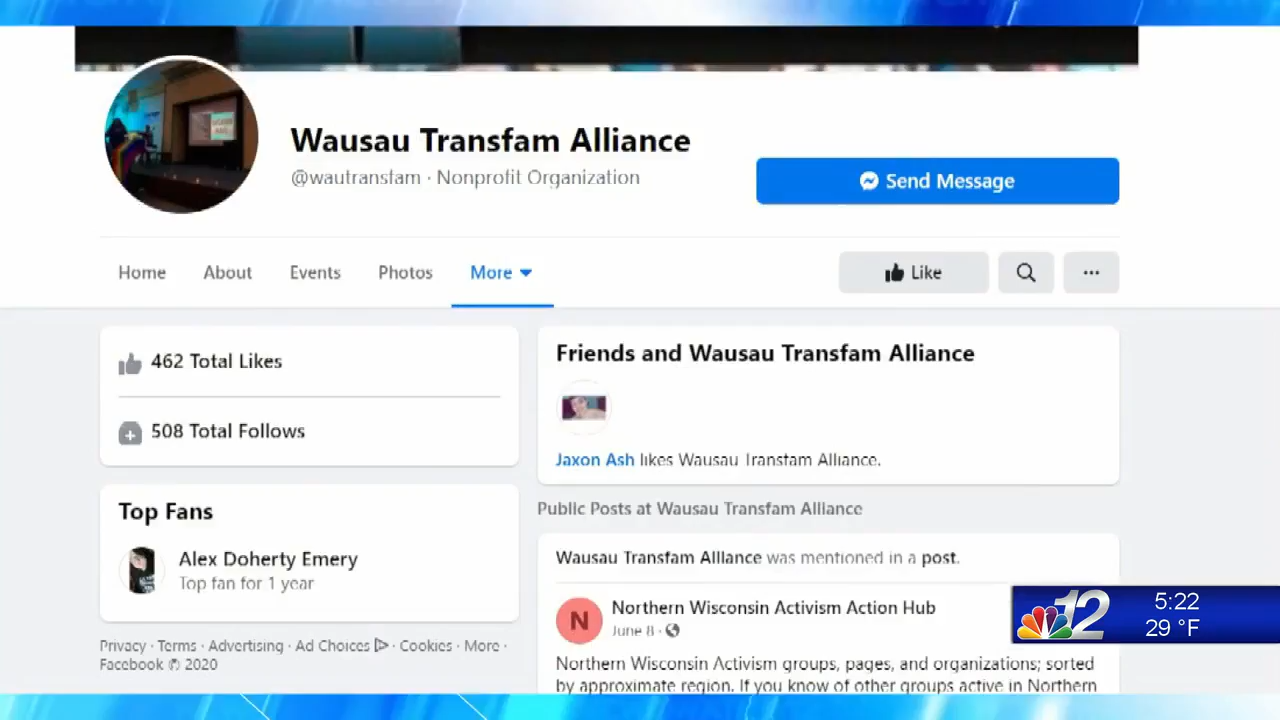 Wausau Transfam Alliance
@wautransfam · Nonprofit Organization
Send Message
Home
About
Events
Photos
More
Like
462 Total Likes
508 Total Follows
Top Fans
Alex Doherty Emery
Top fan for 1 year
Privacy · Terms · Advertising · Ad Choices · Cookies · More ·
Facebook © 2020
Friends and Wausau Transfam Alliance
Jaxon Ash likes Wausau Transfam Alliance.
Public Posts at Wausau Transfam Alliance
Wausau Transfam Alliance was mentioned in a post.
N
Northern Wisconsin Activism Action Hub
June 8 ·
Northern Wisconsin Activism groups, pages, and organizations; sorted
by approximate region. If you know of other groups active in Northern
12
5:22
29 °F